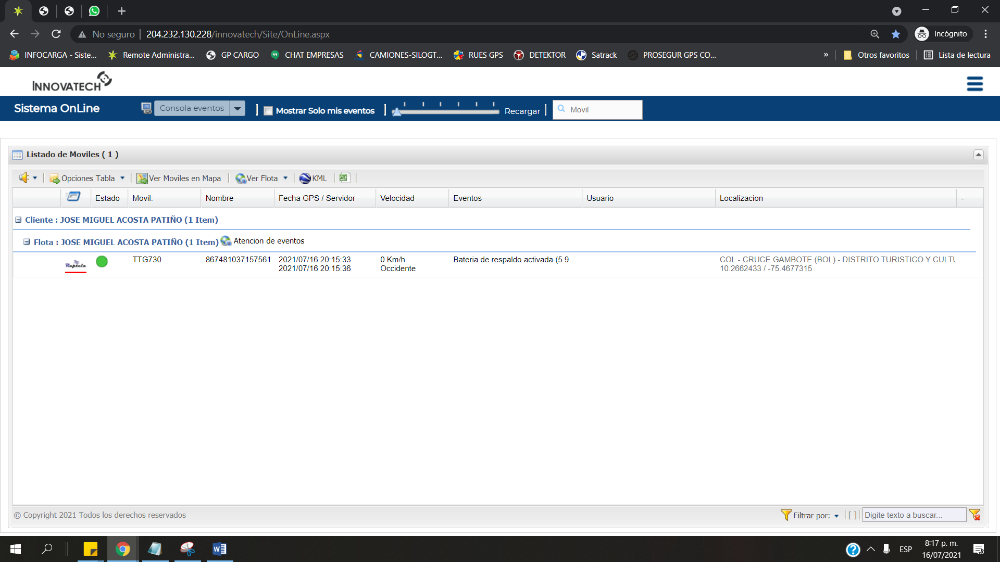 No seguro 204.232.130.228/innovatech/Site/OnLine.aspx Incógnito
INFOCARGA - Siste... Remote Administra... GP CARGO CHAT EMPRESAS CAMIONES-SILOGT... RUES GPS DETEKTOR Satrack PROSEGUR GPS CO... » Otros favoritos Lista de lectura
INNOVATECH
Sistema OnLine Consola eventos Mostrar Solo mis eventos Recargar Movil
Listado de Moviles ( 1 )
Opciones Tabla Ver Moviles en Mapa Ver Flota KML
Estado Movil: Nombre Fecha GPS / Servidor Velocidad Eventos Usuario Localizacion -
Cliente : JOSE MIGUEL ACOSTA PATIÑO (1 Item)
Flota : JOSE MIGUEL ACOSTA PATIÑO (1 Item) Atencion de eventos
Ruptela TTG730 867481037157561 2021/07/16 20:15:33 0 Km/h Bateria de respaldo activada (5.9... COL - CRUCE GAMBOTE (BOL) - DISTRITO TURISTICO Y CULTU
2021/07/16 20:15:36 Occidente 10.2662433 / -75.4677315
© Copyright 2021 Todos los derechos reservados Filtrar por: [ ] Digite texto a buscar...
ESP 8:17 p. m.
16/07/2021